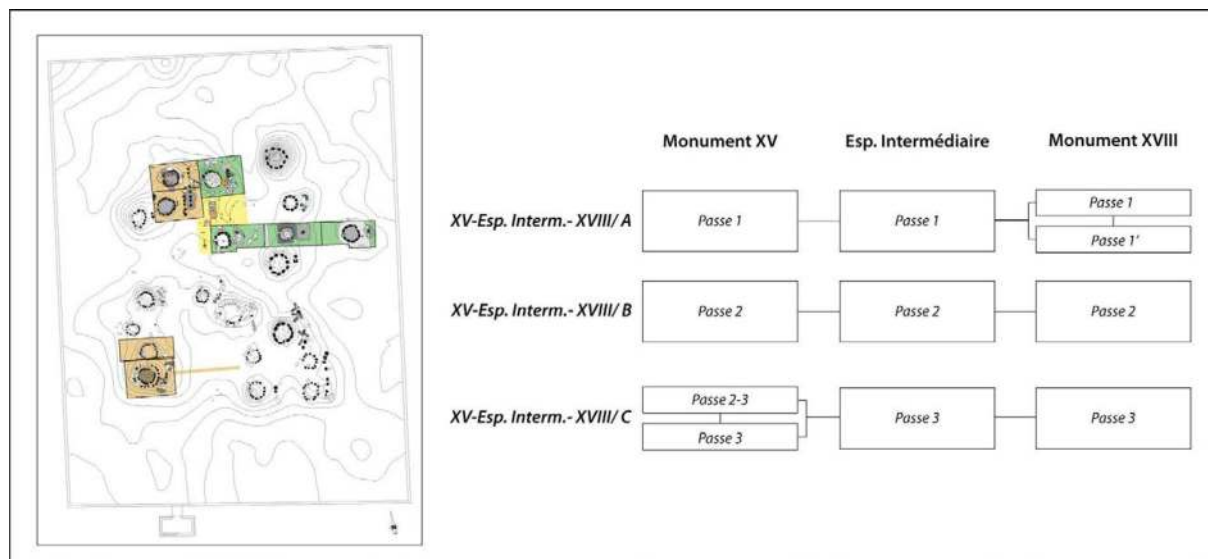 Monument XV Esp. Intermédiaire Monument XVIII
XV-Esp. Interm.- XVIII/ A Passe 1 Passe 1 Passe 1
Passe 1'
XV-Esp. Interm.- XVIII/ B Passe 2 Passe 2 Passe 2
XV-Esp. Interm.- XVIII/ C Passe 2-3 Passe 3 Passe 3
Passe 3